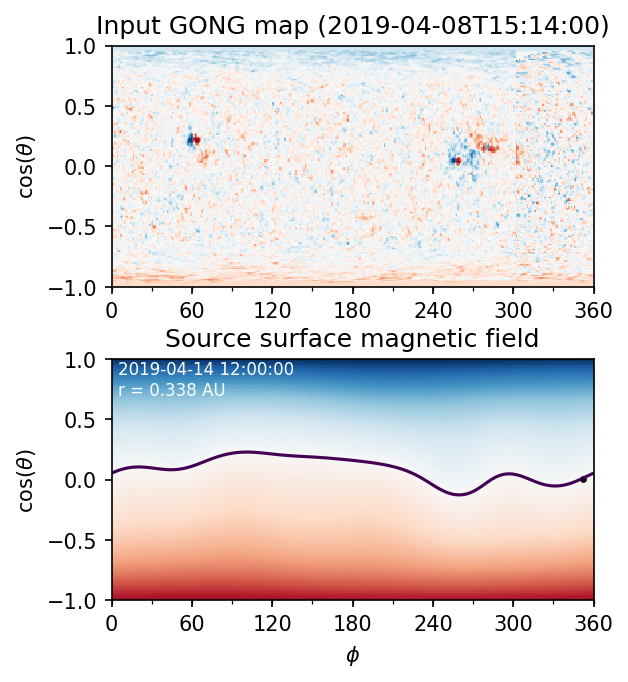 Input GONG map (2019-04-08T15:14:00)
1.0
0.5
0.0
−0.5
−1.0
cos(θ)
0 60 120 180 240 300 360
Source surface magnetic field
2019-04-14 12:00:00
r = 0.338 AU
1.0
0.5
0.0
−0.5
−1.0
cos(θ)
0 60 120 180 240 300 360
ϕ